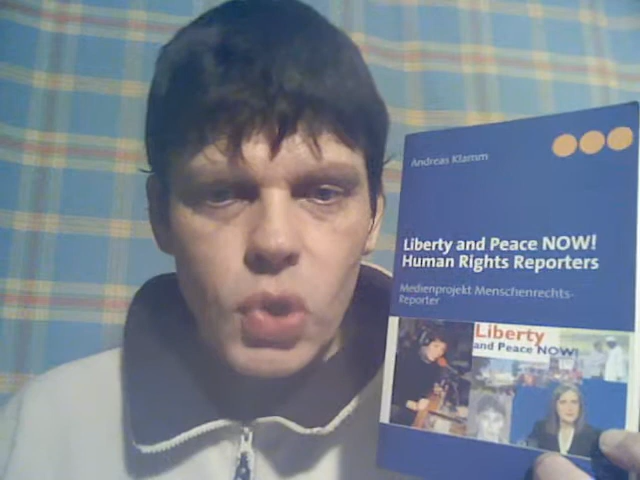 Andreas Klamm
Liberty and Peace NOW!
Human Rights Reporters
Medienprojekt Menschenrechts-
Reporter
Liberty
and Peace NOW!